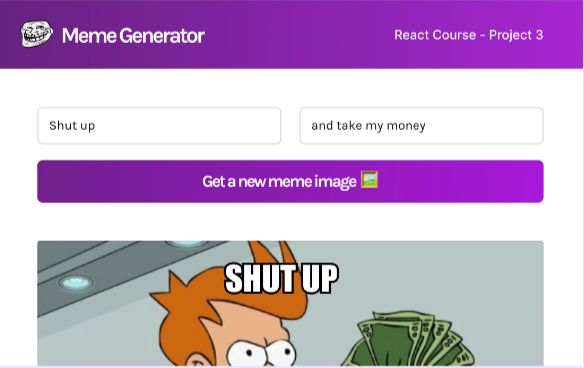 Meme Generator
React Course - Project 3
Shut up
and take my money
Get a new meme image
SHUT UP